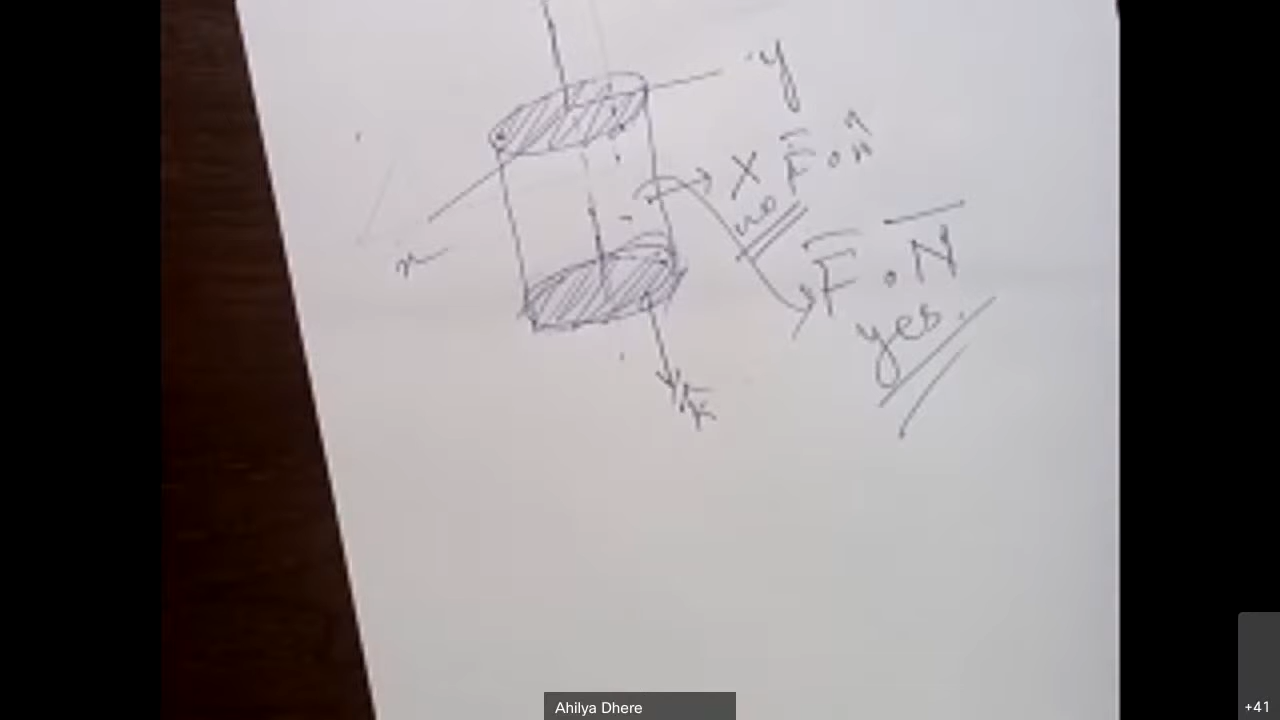 y
x
X F̄ · n̂
no
F̄ · N̄
yes.
k̄
Ahilya Dhere
+41